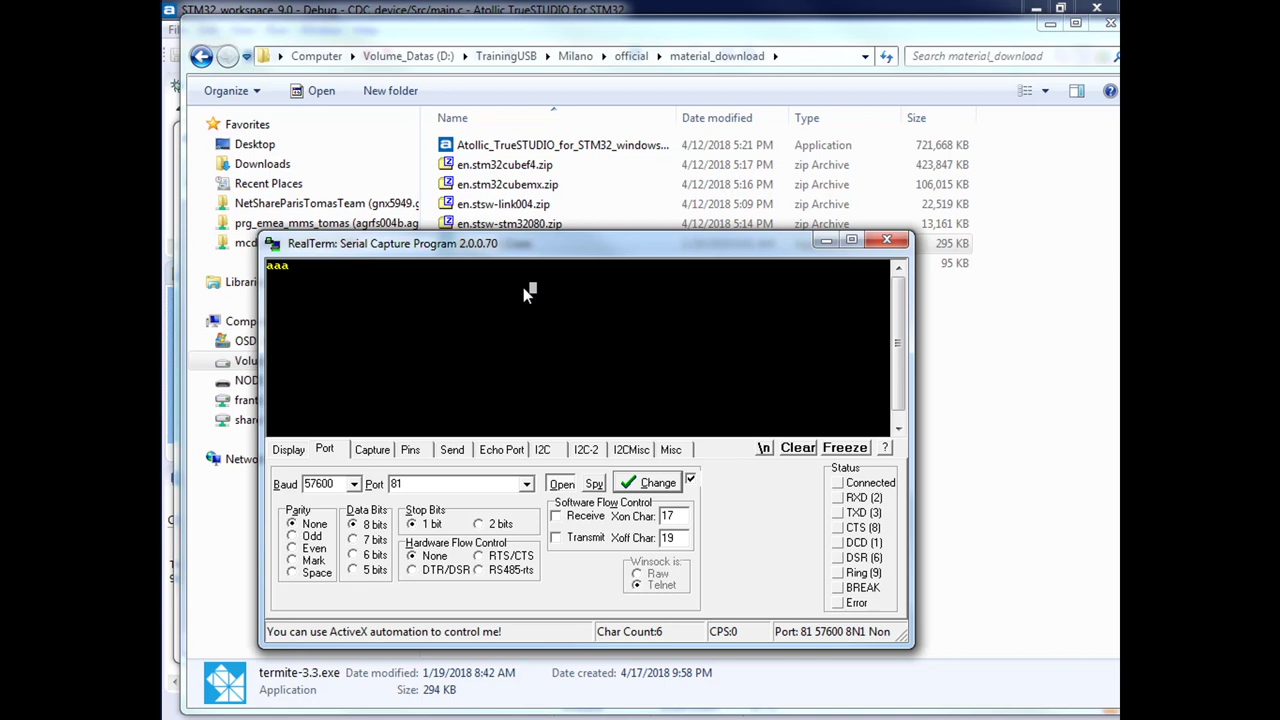 STM32_workspace_9.0 - Debug - CDC_device/Src/main.c - Atollic TrueSTUDIO for STM32
Computer Volume_Datas (D:) TrainingUSB Milano official material_download Search material_download
Organize Open New folder
Name Date modified Type Size
Favorites
Desktop
Downloads
Recent Places
NetShareParisTomasTeam (gnx5949.g
prg_emea_mms_tomas (agrfs004b.ag
mcd
Librari
Comp
OSD
Volu
NOD
frant
share
Netwo
Atollic_TrueSTUDIO_for_STM32_windows... 4/12/2018 5:21 PM Application 721,668 KB
en.stm32cubef4.zip 4/12/2018 5:17 PM zip Archive 423,847 KB
en.stm32cubemx.zip 4/12/2018 5:16 PM zip Archive 106,015 KB
en.stsw-link004.zip 4/12/2018 5:09 PM zip Archive 22,519 KB
en.stsw-stm32080.zip 4/12/2018 5:14 PM zip Archive 13,161 KB
295 KB
95 KB
RealTerm: Serial Capture Program 2.0.0.70
aaa
Display Port Capture Pins Send Echo Port I2C I2C-2 I2CMisc Misc \n Clear Freeze ?
Baud 57600 Port 81 Open Spy Change
Parity
None
Odd
Even
Mark
Space
Data Bits
8 bits
7 bits
6 bits
5 bits
Stop Bits
1 bit 2 bits
Hardware Flow Control
None RTS/CTS
DTR/DSR RS485-rts
Software Flow Control
Receive Xon Char: 17
Transmit Xoff Char: 19
Winsock is:
Raw
Telnet
Status
Connected
RXD (2)
TXD (3)
CTS (8)
DCD (1)
DSR (6)
Ring (9)
BREAK
Error
You can use ActiveX automation to control me! Char Count:6 CPS:0 Port: 81 57600 8N1 Non
termite-3.3.exe Date modified: 1/19/2018 8:42 AM Date created: 4/17/2018 9:58 PM
Application Size: 294 KB